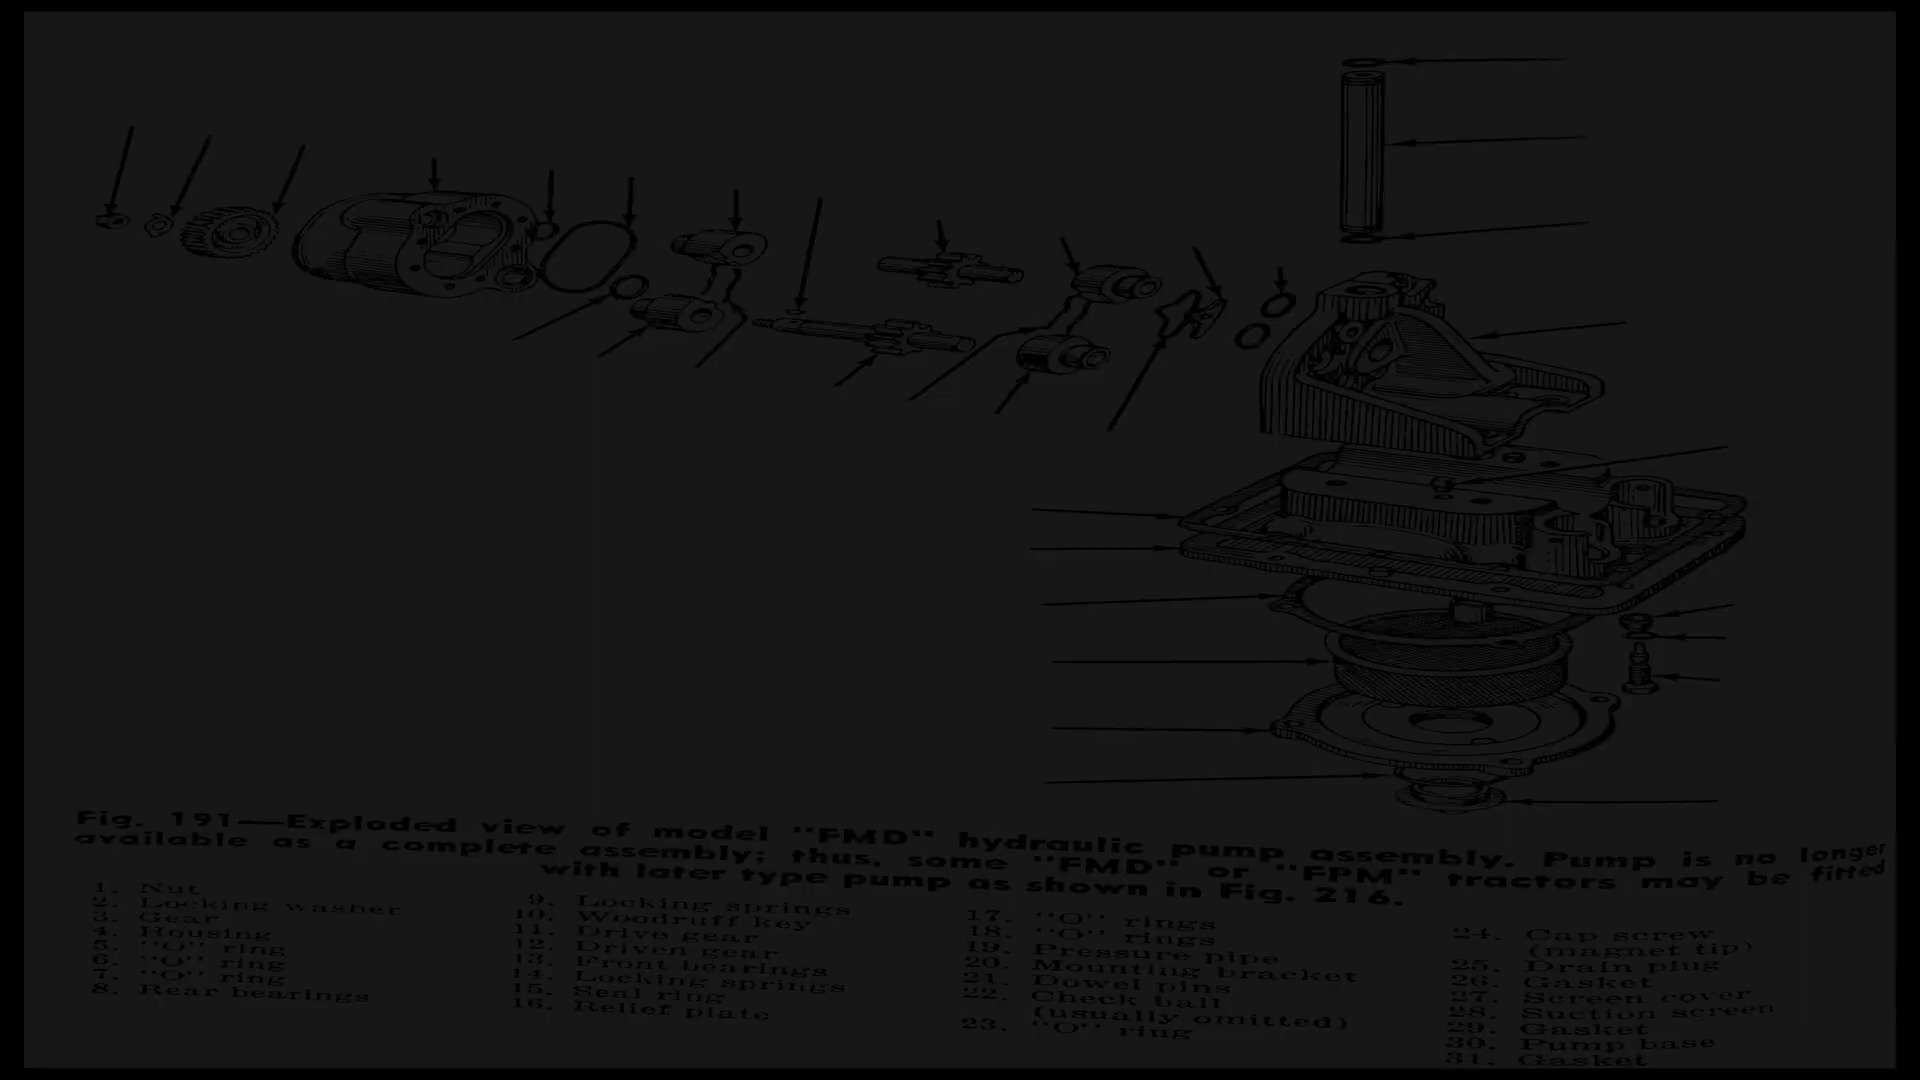 Fig. 191—Exploded view of model "FMD" hydraulic pump assembly. Pump is no longer
available as a complete assembly; thus, some "FMD" or "FPM" tractors may be fitted
with later type pump as shown in Fig. 216.
1. Nut
2. Locking washer
3. Gear
4. Housing
5. "O" ring
6. "O" ring
7. "O" ring
8. Rear bearings
9. Locking springs
10. Woodruff key
11. Drive gear
12. Driven gear
13. Front bearings
14. Locking springs
15. Seal ring
16. Relief plate
17. "O" rings
18. "O" rings
19. Pressure pipe
20. Mounting bracket
21. Dowel pins
22. Check ball
(usually omitted)
23. "O" ring
24. Cap screw
(magnet tip)
25. Drain plug
26. Gasket
27. Screen cover
28. Suction screen
29. Gasket
30. Pump base
31. Gasket